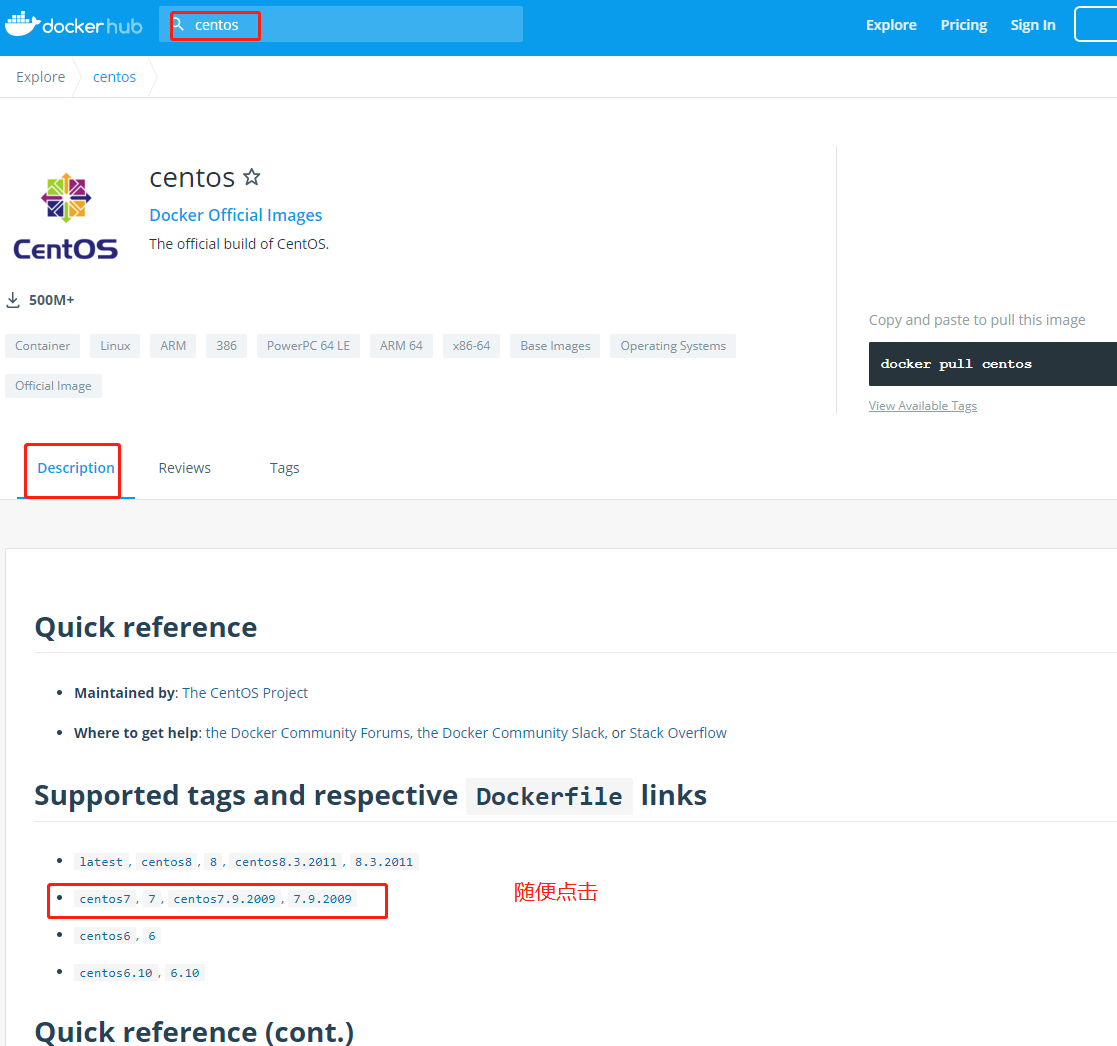 docker hub
centos
Explore
Pricing
Sign In
Explore
centos
centos
Docker Official Images
The official build of CentOS.
CentOS
500M+
Container
Linux
ARM
386
PowerPC 64 LE
ARM 64
x86-64
Base Images
Operating Systems
Official Image
Copy and paste to pull this image
docker pull centos
View Available Tags
Description
Reviews
Tags
Quick reference
Maintained by: The CentOS Project
Where to get help: the Docker Community Forums, the Docker Community Slack, or Stack Overflow
Supported tags and respective Dockerfile links
latest, centos8, 8, centos8.3.2011, 8.3.2011
centos7, 7, centos7.9.2009, 7.9.2009
随便点击
centos6, 6
centos6.10, 6.10
Quick reference (cont.)